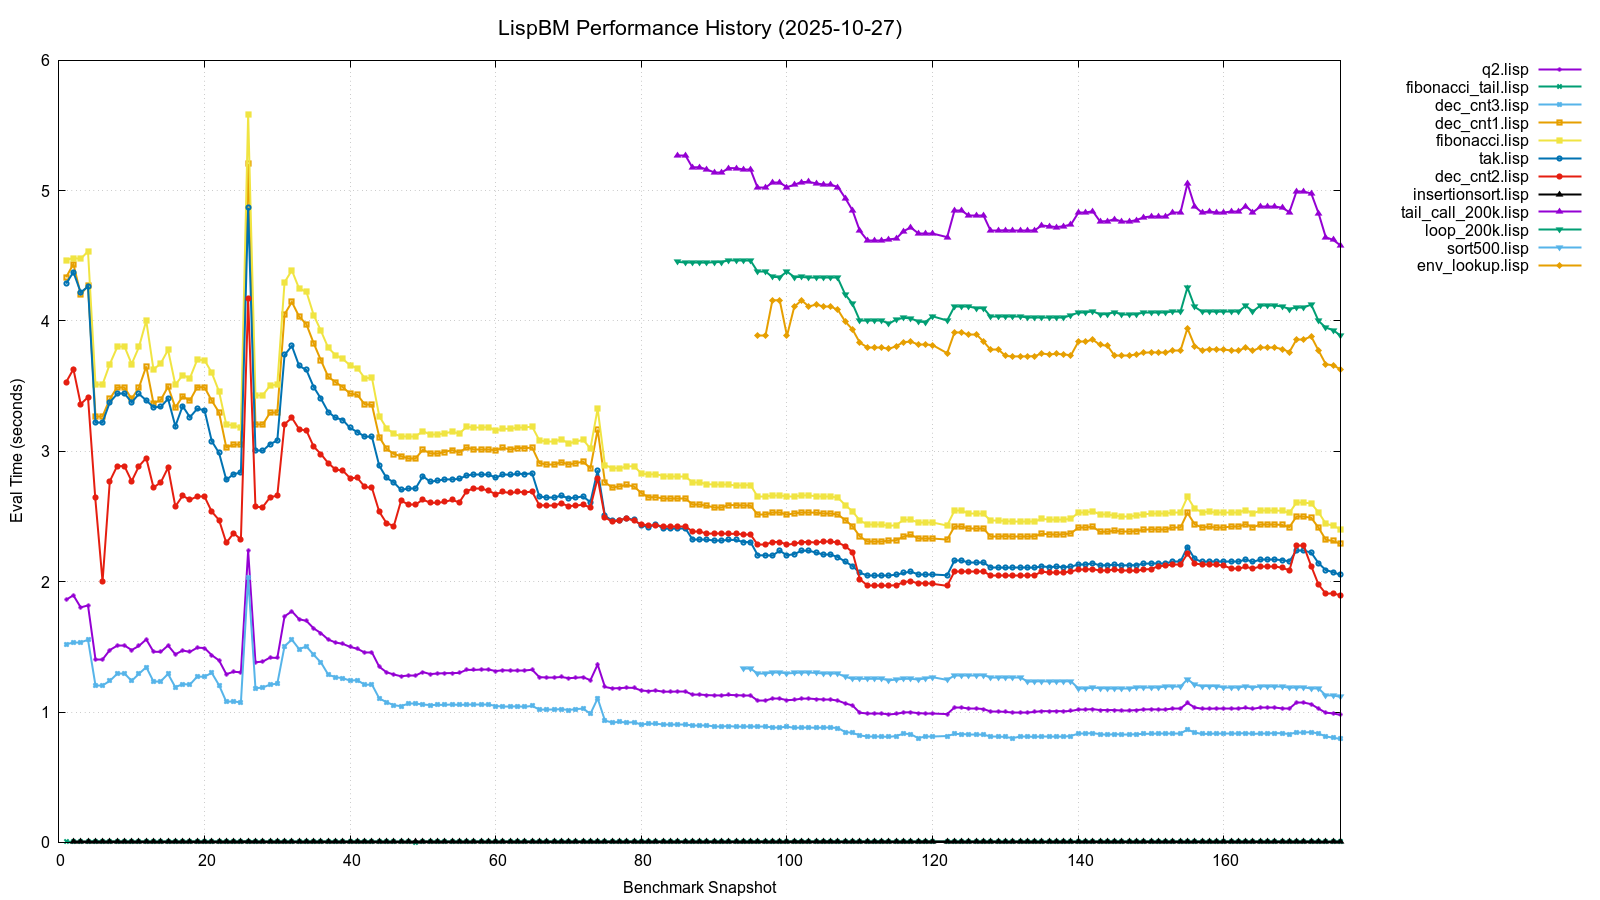 LispBM Performance History (2025-10-27)
q2.lisp
fibonacci_tail.lisp
dec_cnt3.lisp
dec_cnt1.lisp
fibonacci.lisp
tak.lisp
dec_cnt2.lisp
insertionsort.lisp
tail_call_200k.lisp
loop_200k.lisp
sort500.lisp
env_lookup.lisp
Eval Time (seconds)
6
5
4
3
2
1
0
0 20 40 60 80 100 120 140 160
Benchmark Snapshot